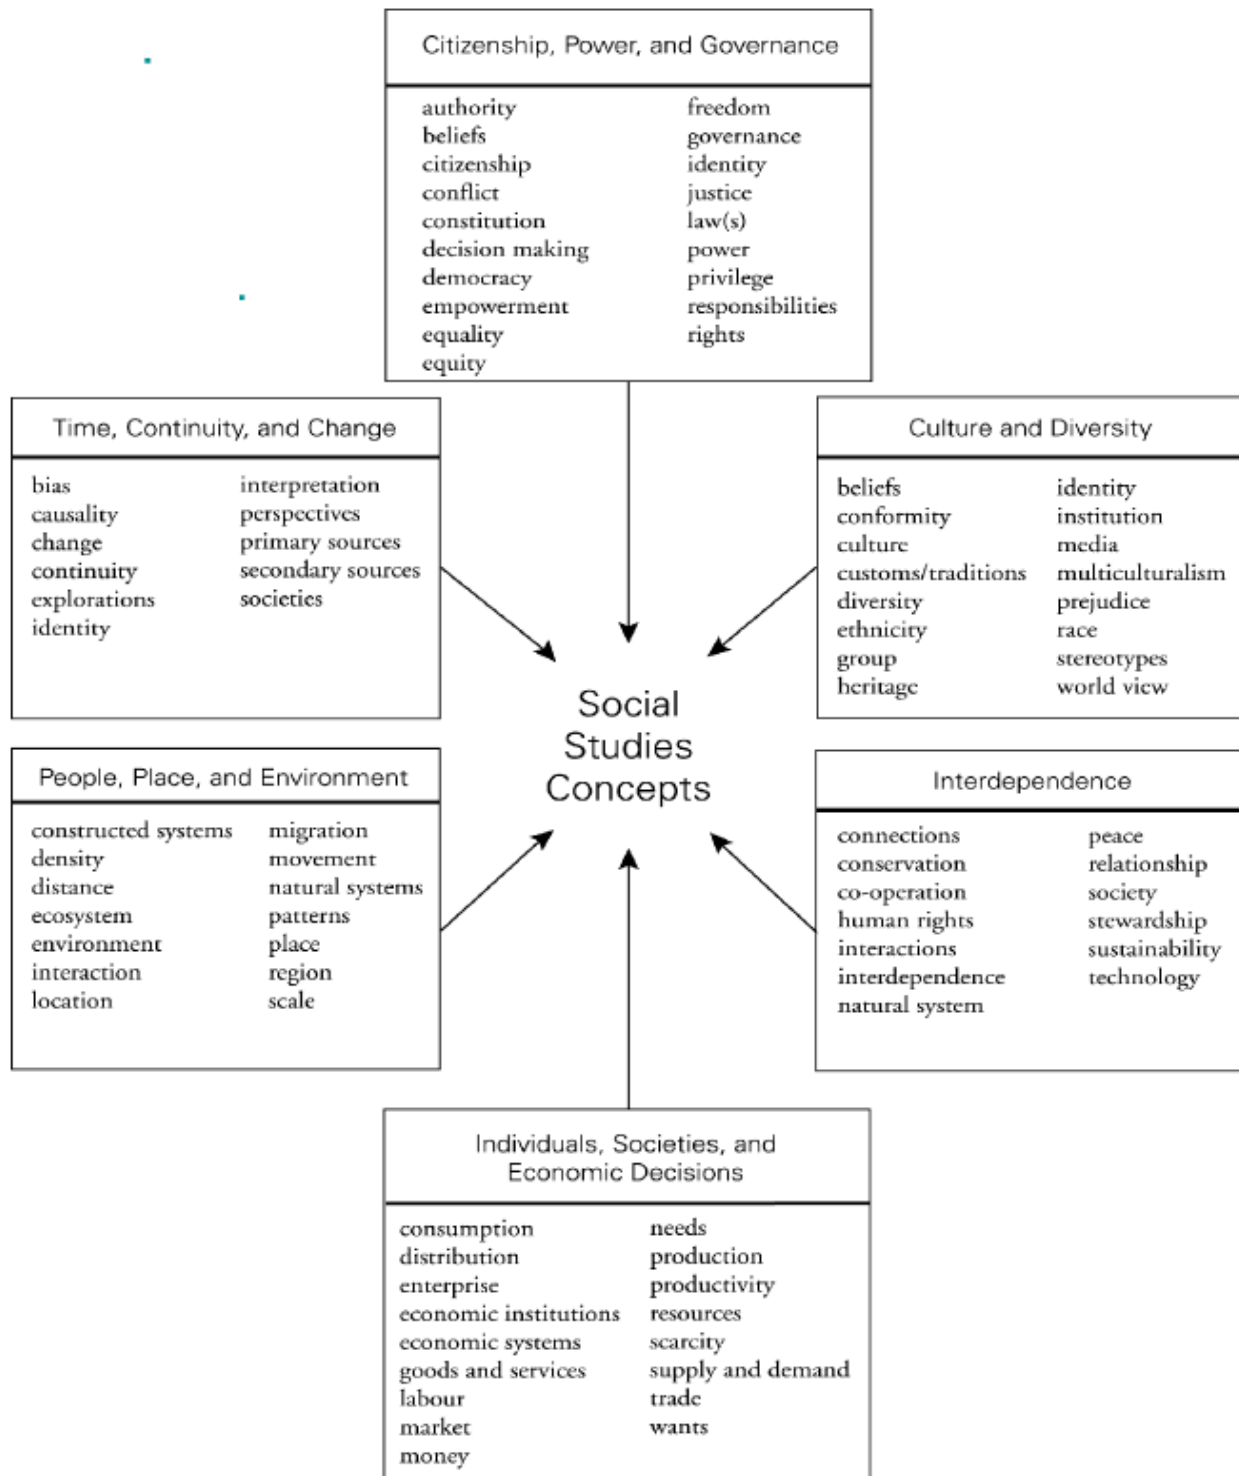 Citizenship, Power, and Governance
authority
beliefs
citizenship
conflict
constitution
decision making
democracy
empowerment
equality
equity
freedom
governance
identity
justice
law(s)
power
privilege
responsibilities
rights
Time, Continuity, and Change
bias
causality
change
continuity
explorations
identity
interpretation
perspectives
primary sources
secondary sources
societies
Culture and Diversity
beliefs
conformity
culture
customs/traditions
diversity
ethnicity
group
heritage
identity
institution
media
multiculturalism
prejudice
race
stereotypes
world view
Social
Studies
Concepts
People, Place, and Environment
constructed systems
density
distance
ecosystem
environment
interaction
location
migration
movement
natural systems
patterns
place
region
scale
Interdependence
connections
conservation
co-operation
human rights
interactions
interdependence
natural system
peace
relationship
society
stewardship
sustainability
technology
Individuals, Societies, and
Economic Decisions
consumption
distribution
enterprise
economic institutions
economic systems
goods and services
labour
market
money
needs
production
productivity
resources
scarcity
supply and demand
trade
wants